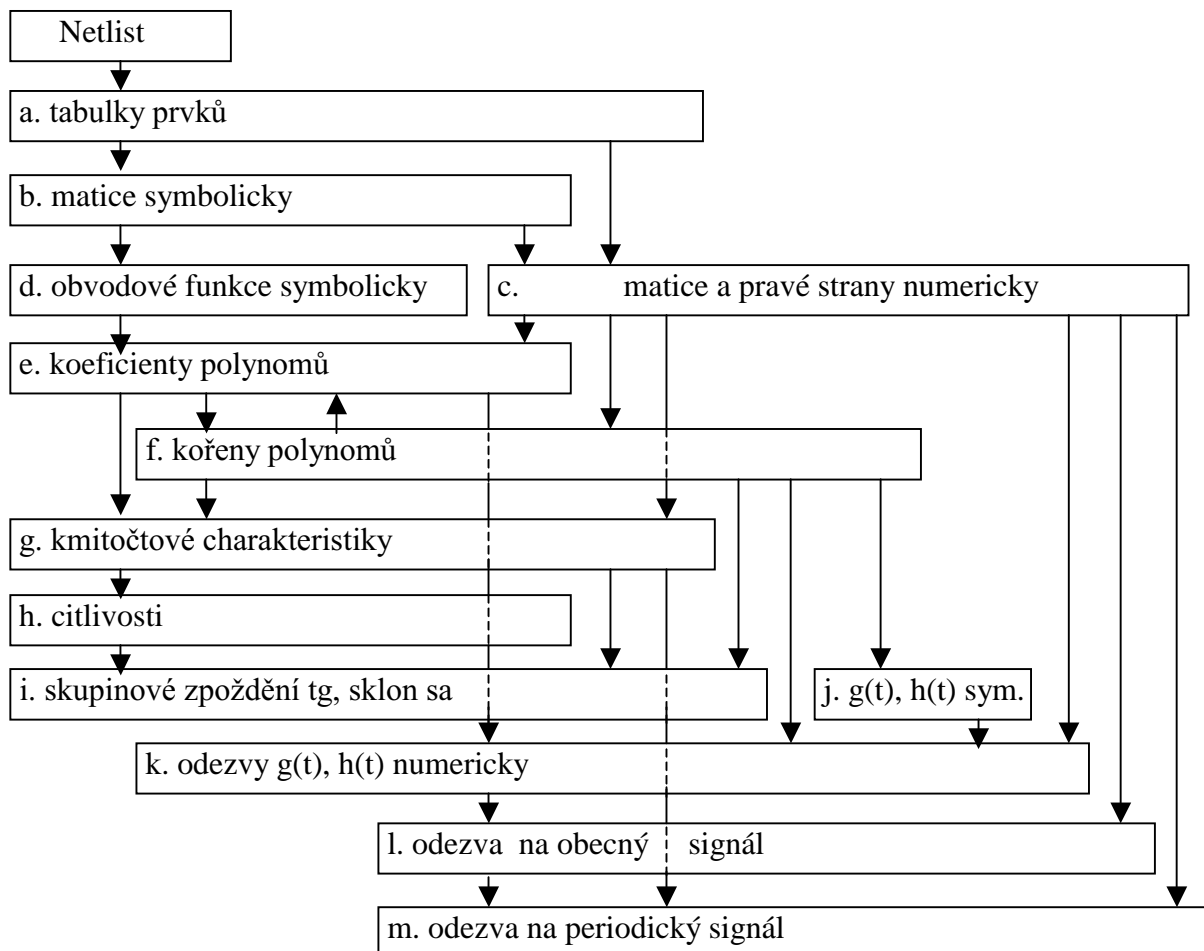 Netlist
a. tabulky prvků
b. matice symbolicky
d. obvodové funkce symbolicky
c. matice a pravé strany numericky
e. koeficienty polynomů
f. kořeny polynomů
g. kmitočtové charakteristiky
h. citlivosti
i. skupinové zpoždění tg, sklon sa
j. g(t), h(t) sym.
k. odezvy g(t), h(t) numericky
l. odezva na obecný signál
m. odezva na periodický signál